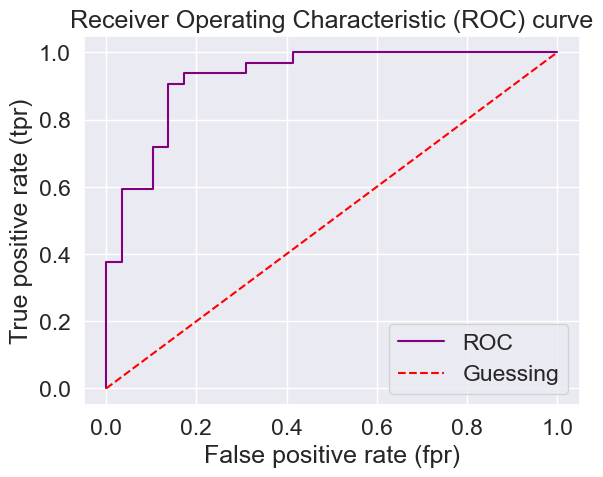 Receiver Operating Characteristic (ROC) curve
True positive rate (tpr)
1.0
0.8
0.6
0.4
0.2
0.0
0.0 0.2 0.4 0.6 0.8 1.0
False positive rate (fpr)
ROC
Guessing